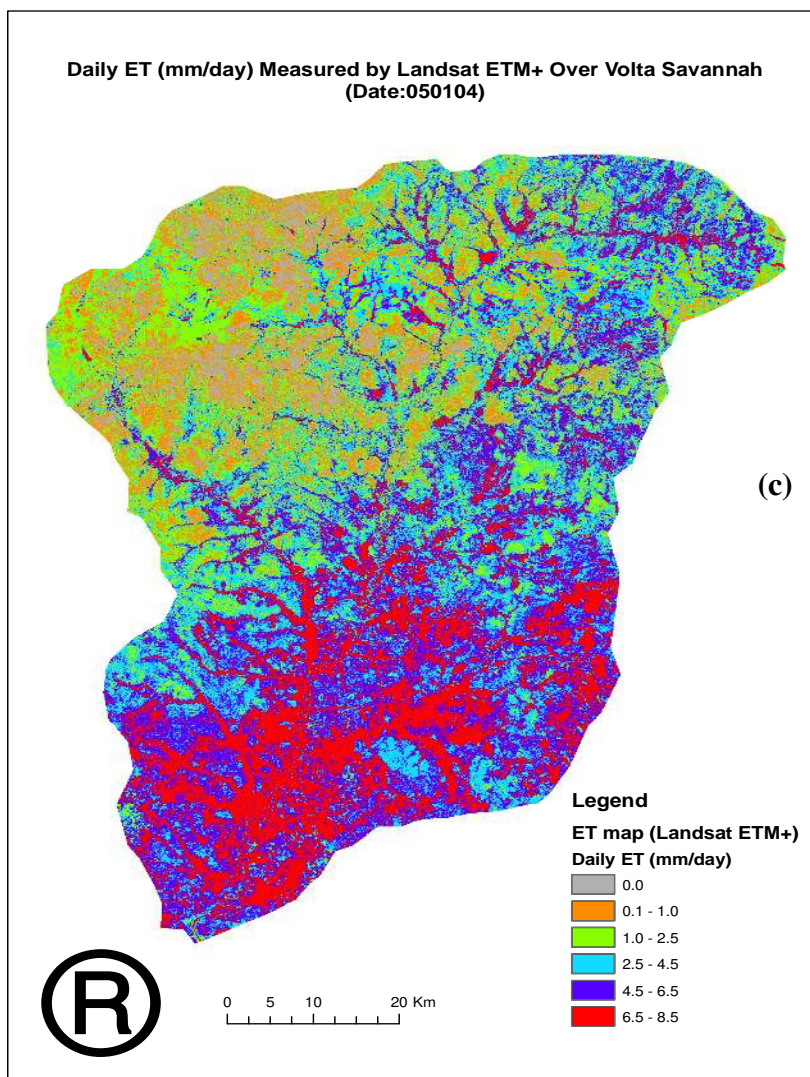 Daily ET (mm/day) Measured by Landsat ETM+ Over Volta Savannah
(Date:050104)
(c)
Legend
ET map (Landsat ETM+)
Daily ET (mm/day)
0.0
0.1 - 1.0
1.0 - 2.5
2.5 - 4.5
4.5 - 6.5
6.5 - 8.5
R
0 5 10 20 Km